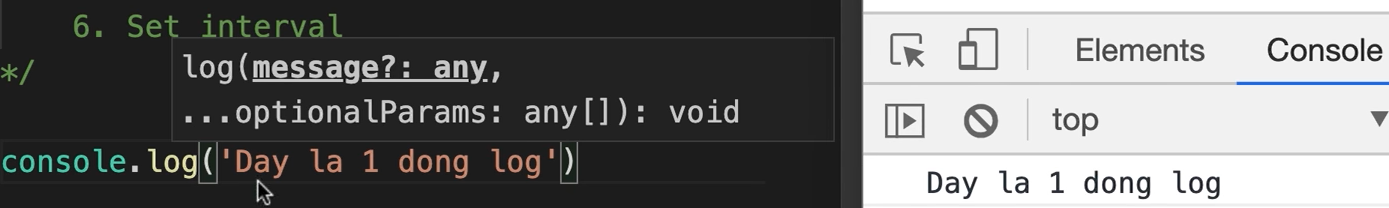 6. Set interval
*/
log(message?: any,
...optionalParams: any[]): void
console.log('Day la 1 dong log')
Elements Console
top
Day la 1 dong log